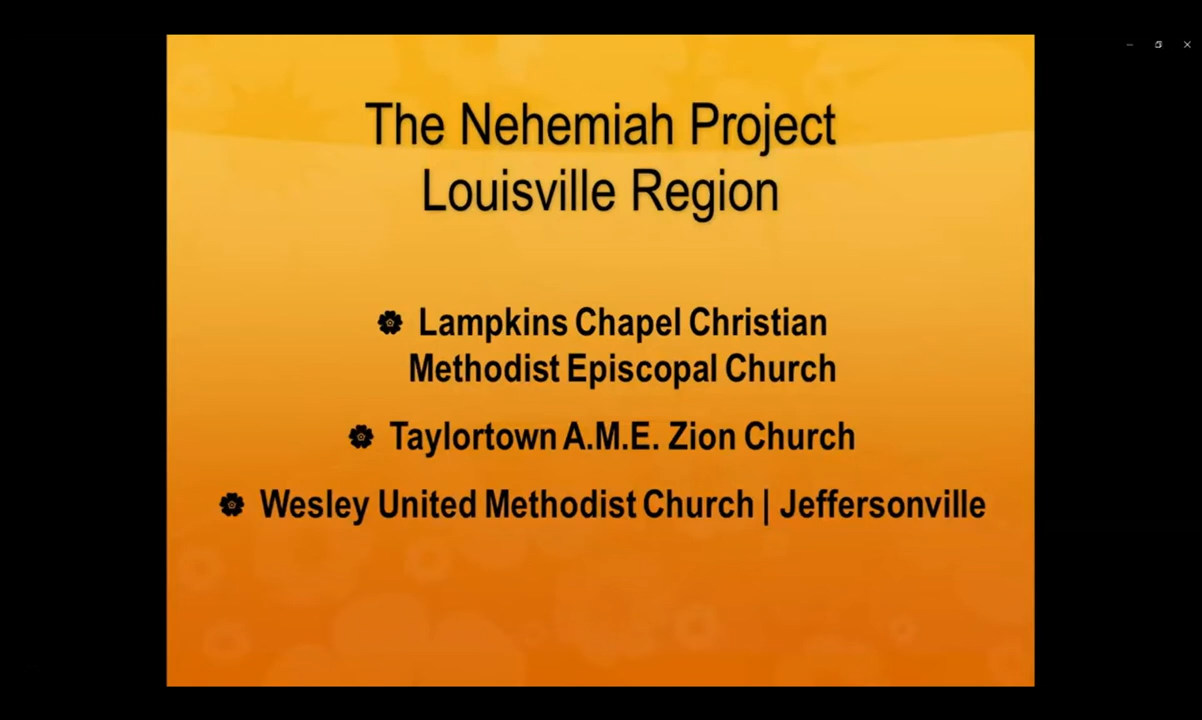 The Nehemiah Project
Louisville Region
Lampkins Chapel Christian
Methodist Episcopal Church
Taylortown A.M.E. Zion Church
Wesley United Methodist Church | Jeffersonville